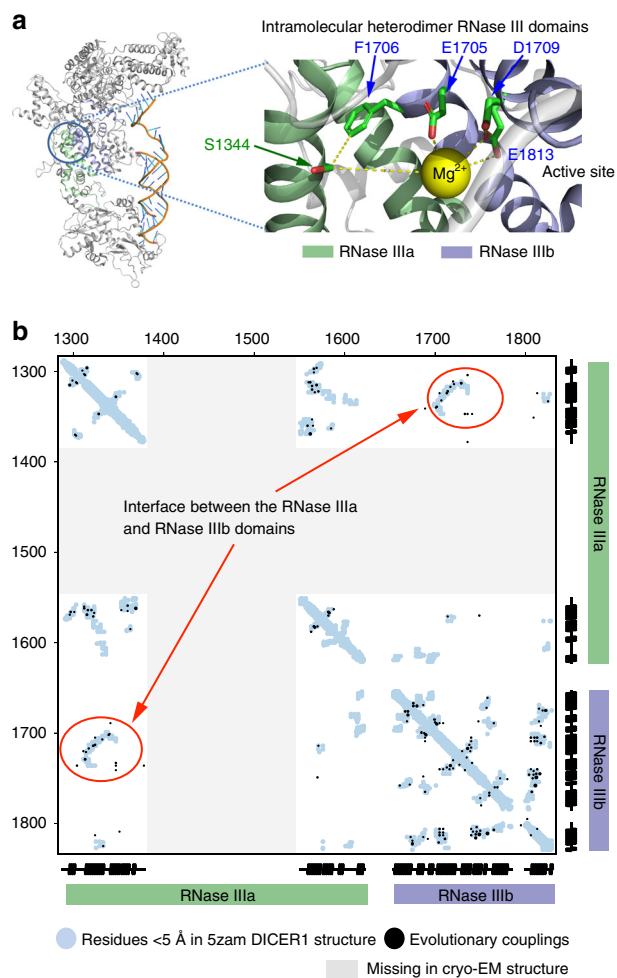 a
Intramolecular heterodimer RNase III domains
F1706 E1705 D1709
S1344
Mg2+
E1813
Active site
RNase IIIa RNase IIIb
b
1300 1400 1500 1600 1700 1800
1300
1400
1500
1600
1700
1800
Interface between the RNase IIIa
and RNase IIIb domains
RNase IIIa
RNase IIIb
RNase IIIa RNase IIIb
Residues <5 Å in 5zam DICER1 structure Evolutionary couplings
Missing in cryo-EM structure